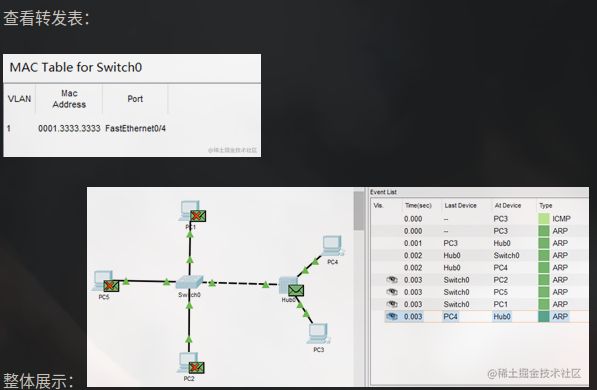 查看转发表：
MAC Table for Switch0
VLAN Mac Address Port
1 0001.3333.3333 FastEthernet0/4
@稀土掘金技术社区
PC1
PC4
PC5
Switch0
Hub0
PC3
PC2
Event List
Vis. Time(sec) Last Device At Device Type
0.000 -- PC3 ICMP
0.000 -- PC3 ARP
0.001 PC3 Hub0 ARP
0.002 Hub0 Switch0 ARP
0.002 Hub0 PC4 ARP
0.003 Switch0 PC2 ARP
0.003 Switch0 PC5 ARP
0.003 Switch0 PC1 ARP
0.003 PC4 Hub0 ARP
@稀土掘金技术社区
整体展示：